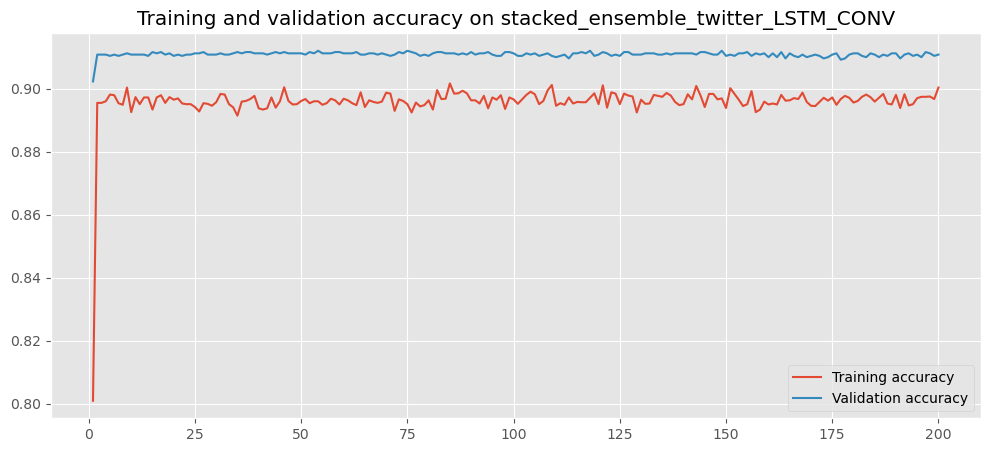 Training and validation accuracy on stacked_ensemble_twitter_LSTM_CONV
0.90
0.88
0.86
0.84
0.82
0.80
Training accuracy
Validation accuracy
0 25 50 75 100 125 150 175 200